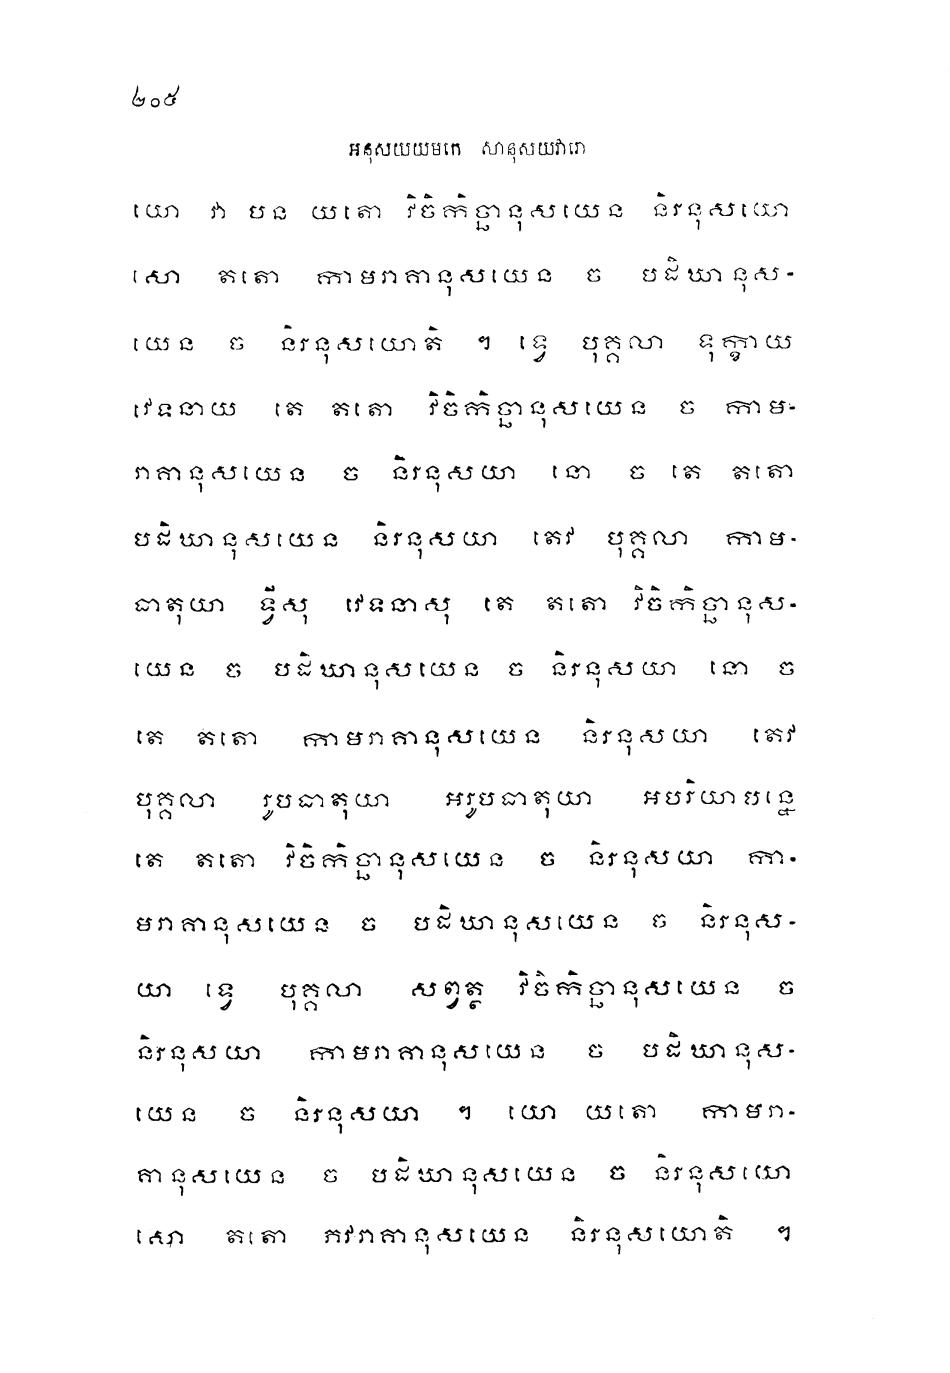 ២០៥
អនុសយយមកេ សានុសយវារោ
យោ វា បន យតោ វិចិកិច្ឆានុសយេន និរនុសយោ
សោ តតោ កាមរាគានុសយេន ច បដិឃានុស-
យេន ច និរនុសយោតិ ។ ទ្វេ បុគ្គលា ទុក្ខាយ
វេទនាយ តេ តតោ វិចិកិច្ឆានុសយេន ច កាម-
រាគានុសយេន ច និរនុសយា នោ ច តេ តតោ
បដិឃានុសយេន និរនុសយា តេវ បុគ្គលា កាម-
ធាតុយា ទ្វីសុ វេទនាសុ តេ តតោ វិចិកិច្ឆានុស-
យេន ច បដិឃានុសយេន ច និរនុសយា នោ ច
តេ តតោ កាមរាគានុសយេន និរនុសយា តេវ
បុគ្គលា រូបធាតុយា អរូបធាតុយា អបរិយាបន្នេ
តេ តតោ វិចិកិច្ឆានុសយេន ច និរនុសយា កា-
មរាគានុសយេន ច បដិឃានុសយេន ច និរនុស-
យា ទ្វេ បុគ្គលា សព្វត្ថ វិចិកិច្ឆានុសយេន ច
និរនុសយា កាមរាគានុសយេន ច បដិឃានុស-
យេន ច និរនុសយា ។ យោ យតោ កាមរា-
គានុសយេន ច បដិឃានុសយេន ច និរនុសយោ
សោ តតោ ភវរាគានុសយេន និរនុសយោតិ ។